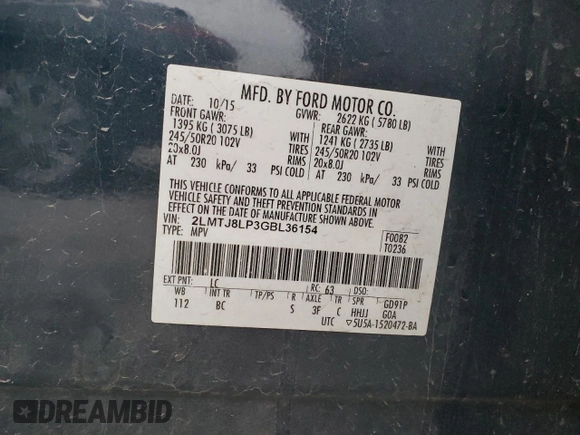 MFD. BY FORD MOTOR CO.
DATE: 10/15 GVWR: 2622 KG ( 5780 LB)
FRONT GAWR: REAR GAWR:
1395 KG ( 3075 LB) 1241 KG ( 2735 LB)
245/50R20 102V WITH TIRES 245/50R20 102V WITH TIRES
20x8.0J RIMS 20x8.0J RIMS
AT 230 kPa/ 33 PSI COLD AT 230 kPa/ 33 PSI COLD
THIS VEHICLE CONFORMS TO ALL APPLICABLE FEDERAL MOTOR
VEHICLE SAFETY AND THEFT PREVENTION STANDARDS IN
EFFECT ON THE DATE OF MANUFACTURE SHOWN ABOVE.
VIN: 2LMTJ8LP3GBL36154 F0082
TYPE: MPV T0236
EXT PNT: LC RC: 63 DSO:
WB INT TR TP/PS R AXLE TR SPR GD91P
112 BC S 3F C HHJJ GOA
UTC ▽5U5A-1520472-BA
DREAMBID